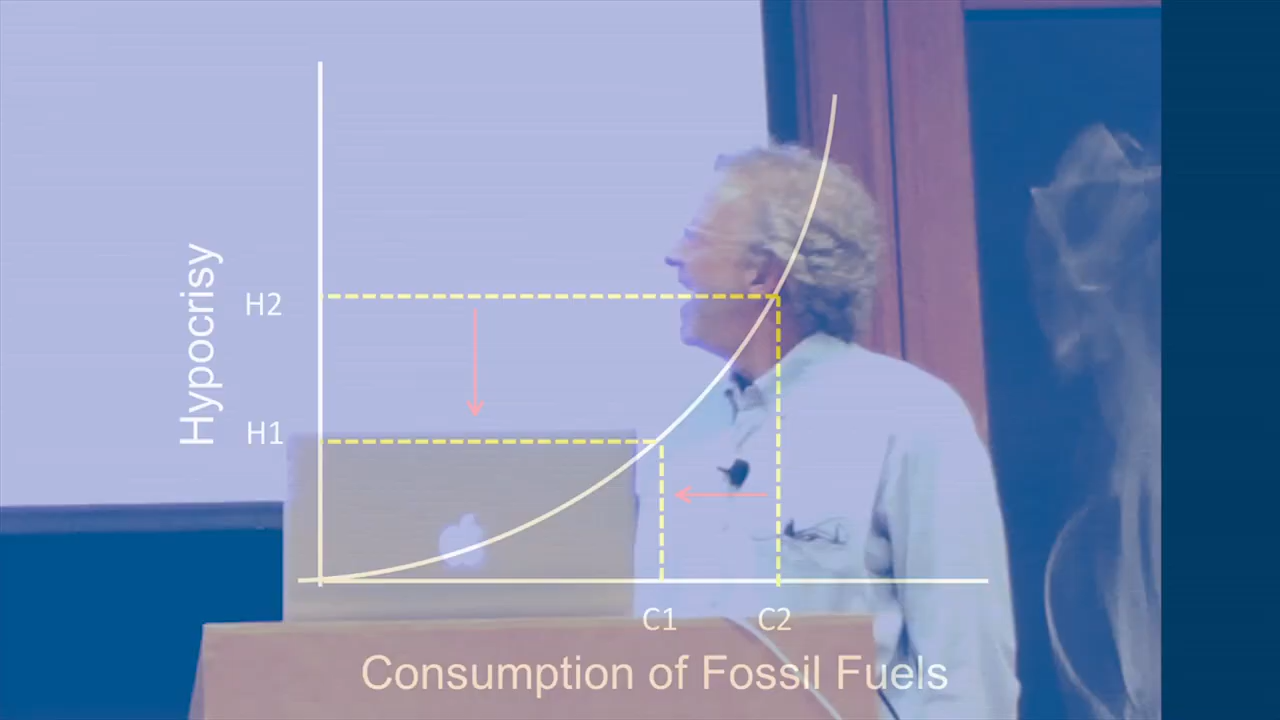 Hypocrisy
H2
H1
C1 C2
Consumption of Fossil Fuels